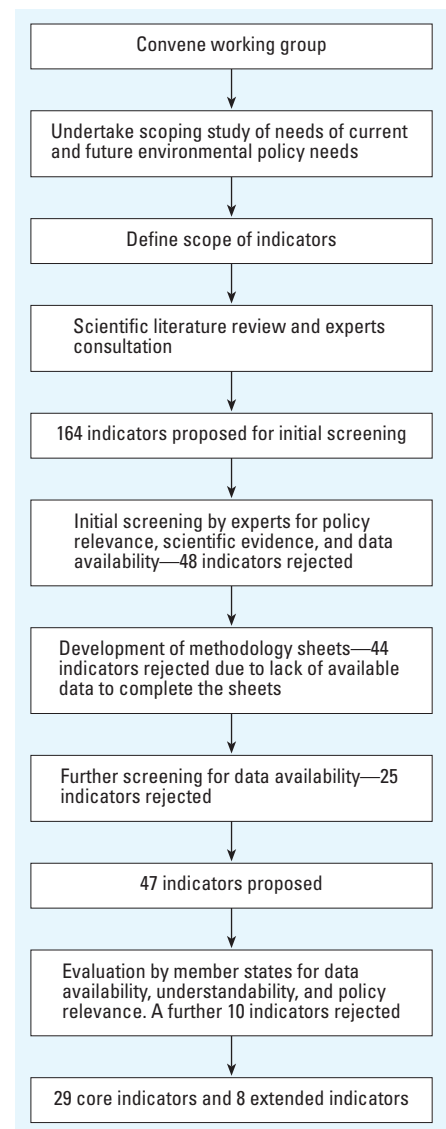 Convene working group
Undertake scoping study of needs of current
and future environmental policy needs
Define scope of indicators
Scientific literature review and experts
consultation
164 indicators proposed for initial screening
Initial screening by experts for policy
relevance, scientific evidence, and data
availability—48 indicators rejected
Development of methodology sheets—44
indicators rejected due to lack of available
data to complete the sheets
Further screening for data availability—25
indicators rejected
47 indicators proposed
Evaluation by member states for data
availability, understandability, and policy
relevance. A further 10 indicators rejected
29 core indicators and 8 extended indicators